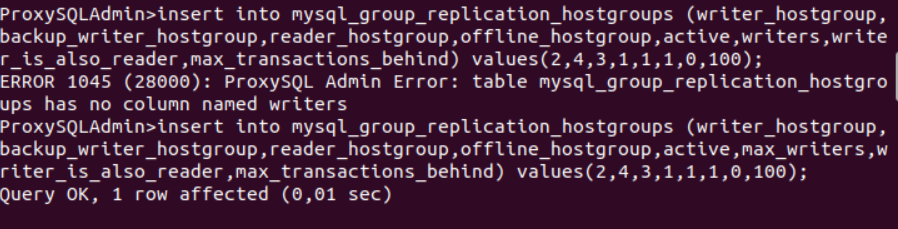 ProxySQLAdmin>insert into mysql_group_replication_hostgroups (writer_hostgroup,
backup_writer_hostgroup,reader_hostgroup,offline_hostgroup,active,writers,write
r_is_also_reader,max_transactions_behind) values(2,4,3,1,1,1,0,100);
ERROR 1045 (28000): ProxySQL Admin Error: table mysql_group_replication_hostgro
ups has no column named writers
ProxySQLAdmin>insert into mysql_group_replication_hostgroups (writer_hostgroup,
backup_writer_hostgroup,reader_hostgroup,offline_hostgroup,active,max_writers,w
riter_is_also_reader,max_transactions_behind) values(2,4,3,1,1,1,0,100);
Query OK, 1 row affected (0,01 sec)